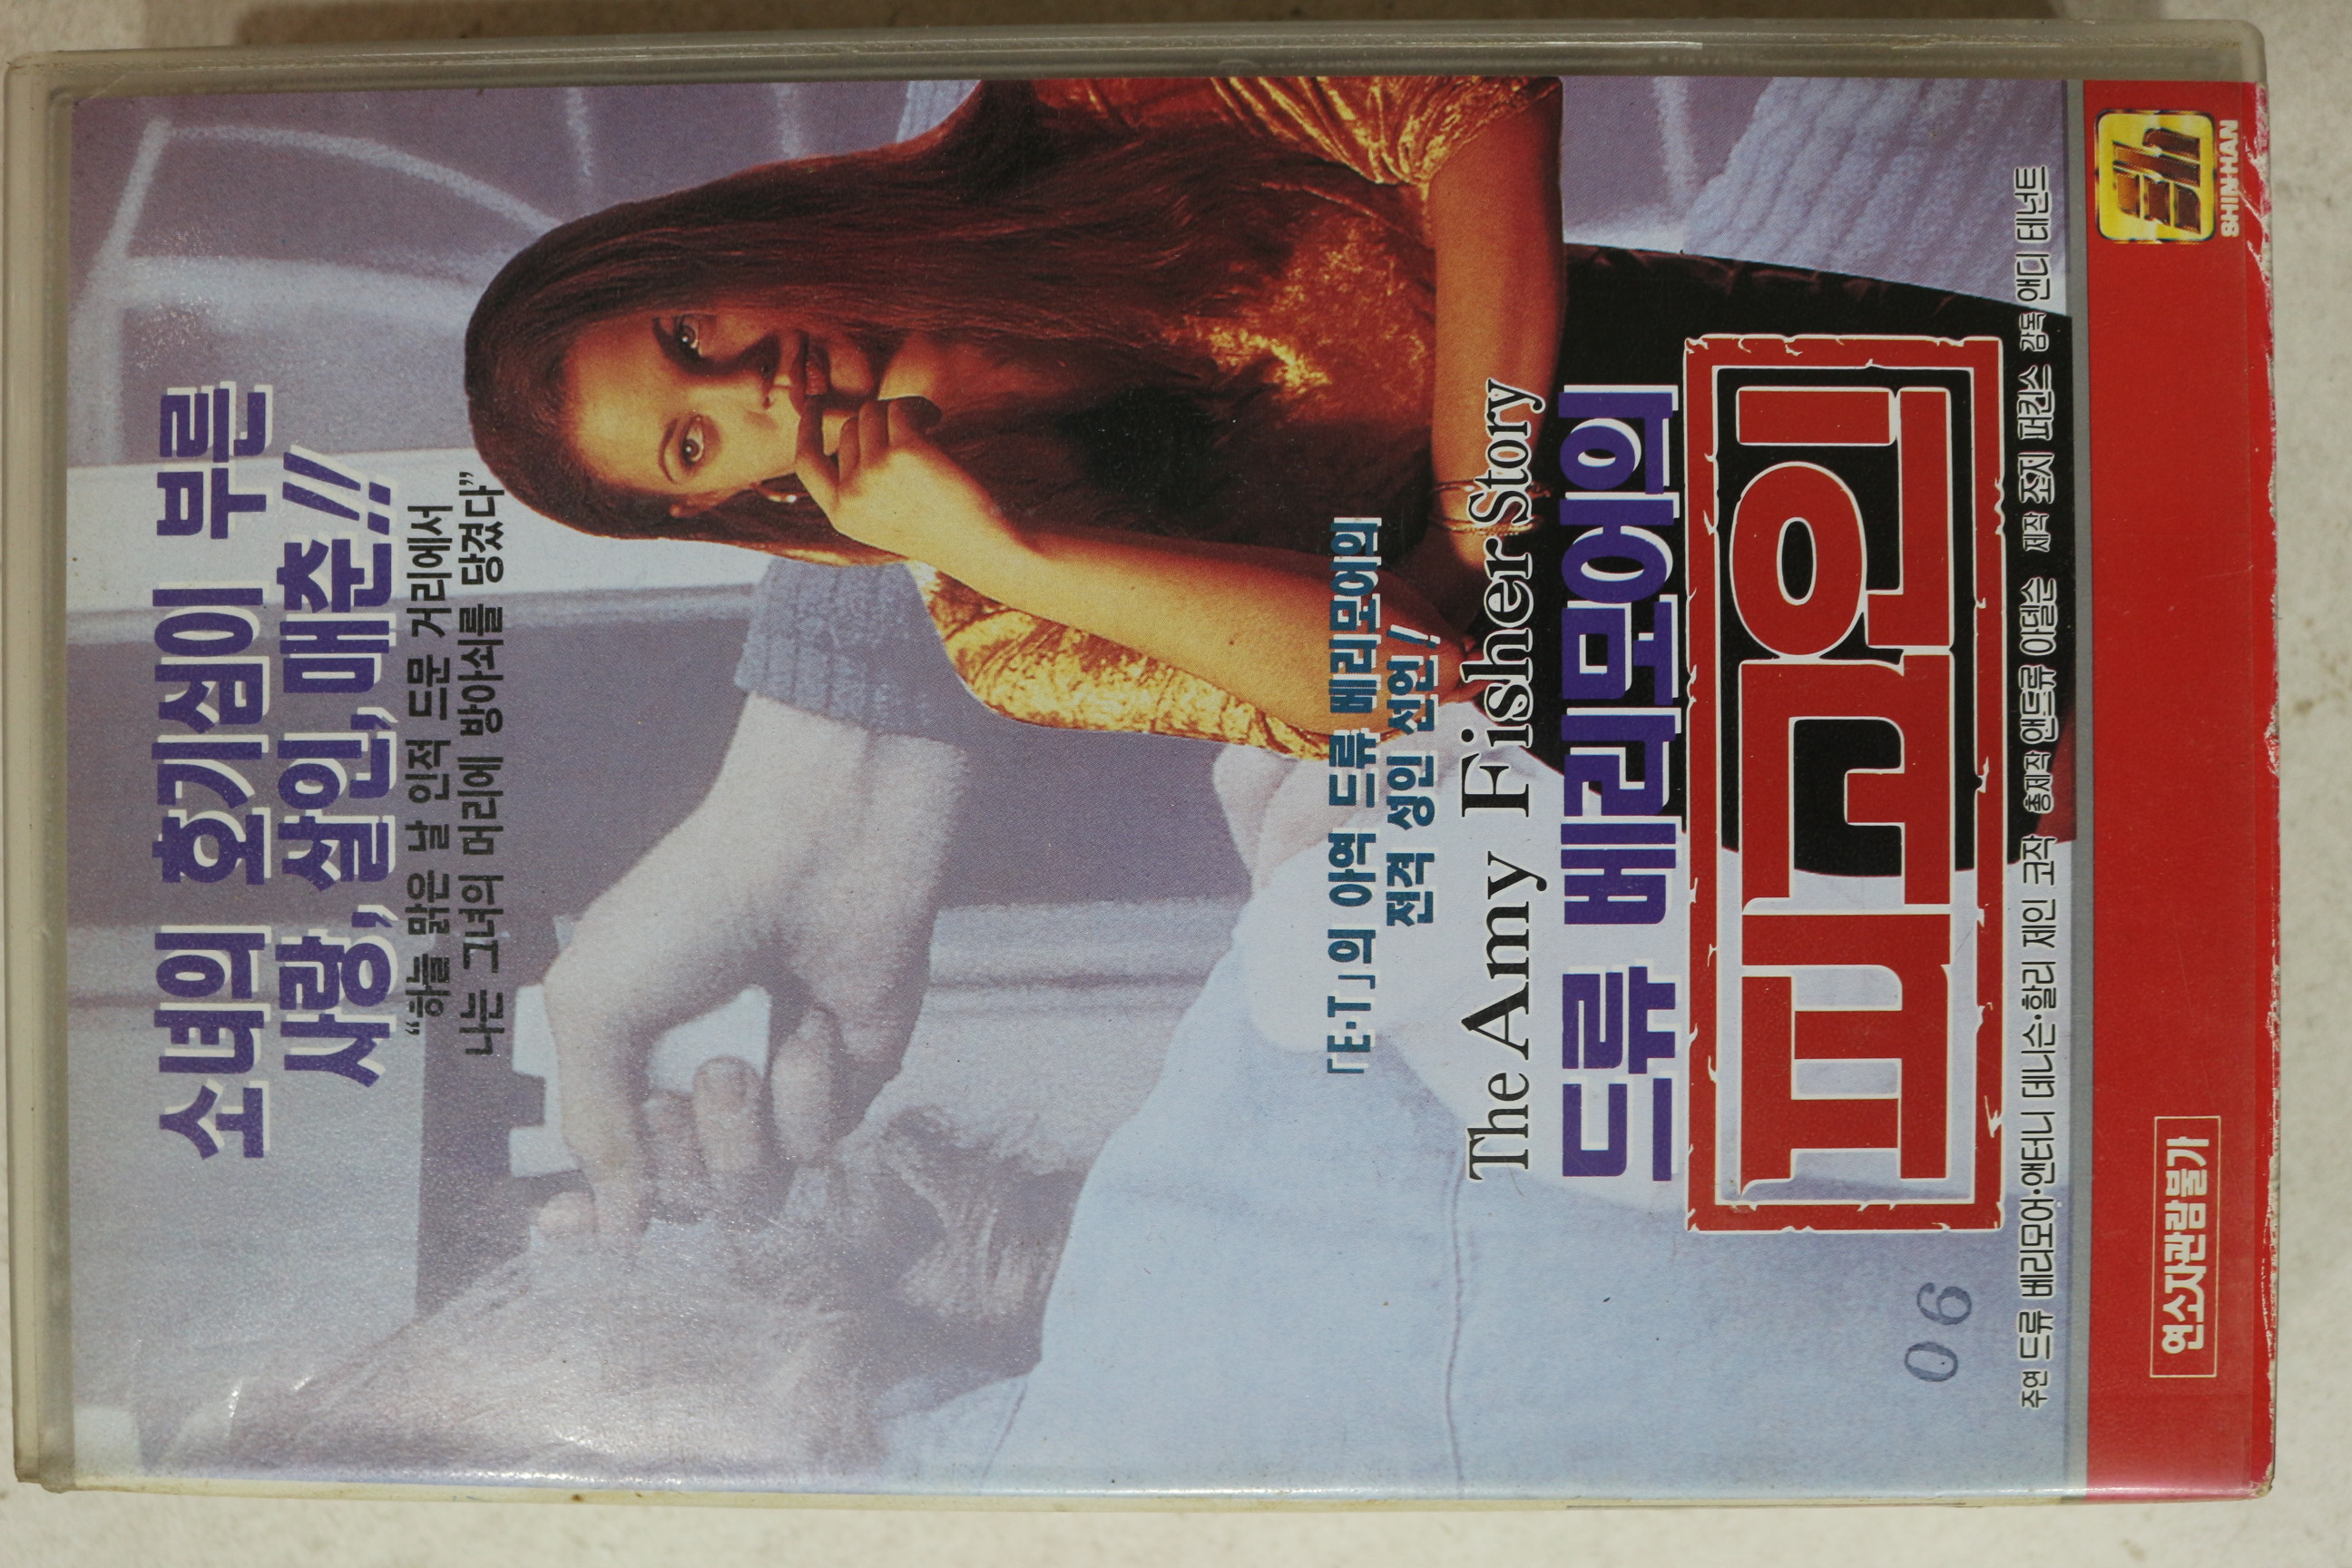 소녀의 호기심이 부른
사랑, 살인, 매춘!!
“하늘 맑은 날 인적 드문 거리에서
나는 그녀의 머리에 방아쇠를 당겼다”
「E·T」의 아역 드류 베리모어의
전격 성인 선언!
The Amy Fisher Story
드류 베리모어의
피고인
06
주연 드류 베리모어·앤터니 데니슨·할리 제인 코작 총제작 앤드류 아델슨 제작 죠지 퍼킨스 감독 앤디 테넌트
연소자관람불가
SHIN-HAN